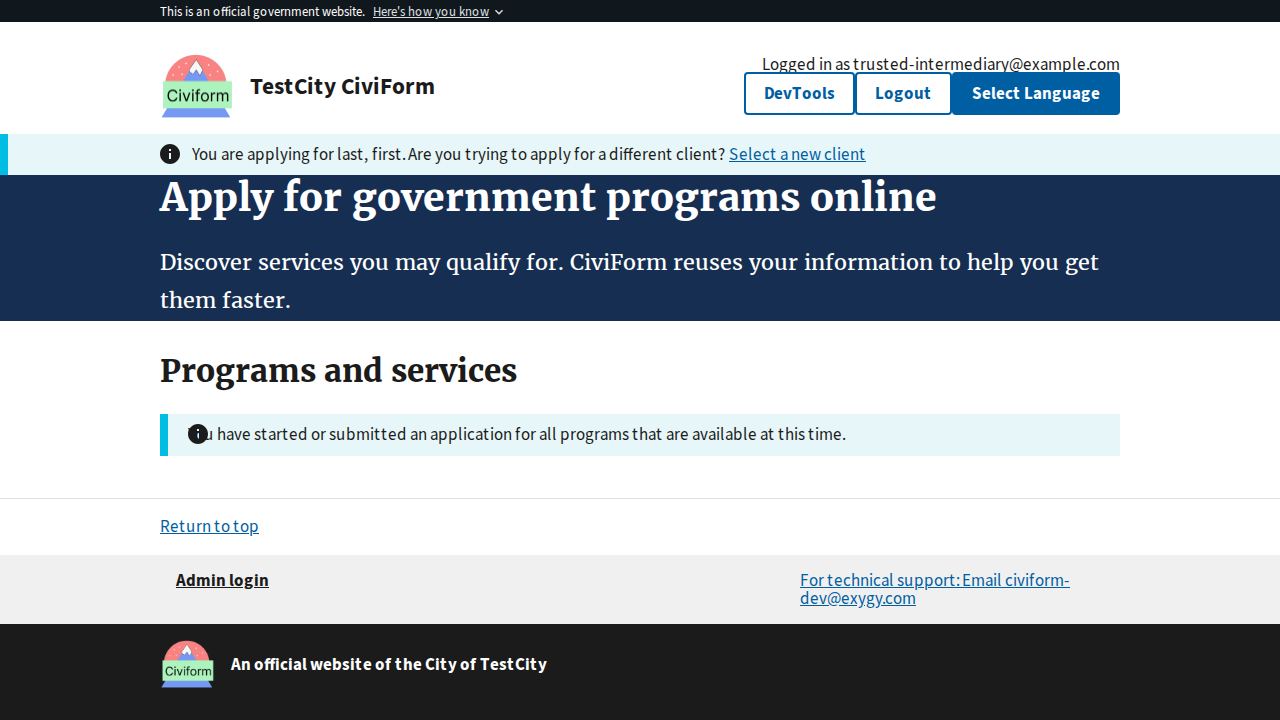 This is an official government website. Here's how you know
Civiform
TestCity CiviForm
Logged in as trusted-intermediary@example.com
DevTools
Logout
Select Language
You are applying for last, first. Are you trying to apply for a different client? Select a new client
Apply for government programs online
Discover services you may qualify for. CiviForm reuses your information to help you get
them faster.
Programs and services
have started or submitted an application for all programs that are available at this time.
Return to top
Admin login
For technical support: Email civiform-
dev@exygy.com
Civiform
An official website of the City of TestCity